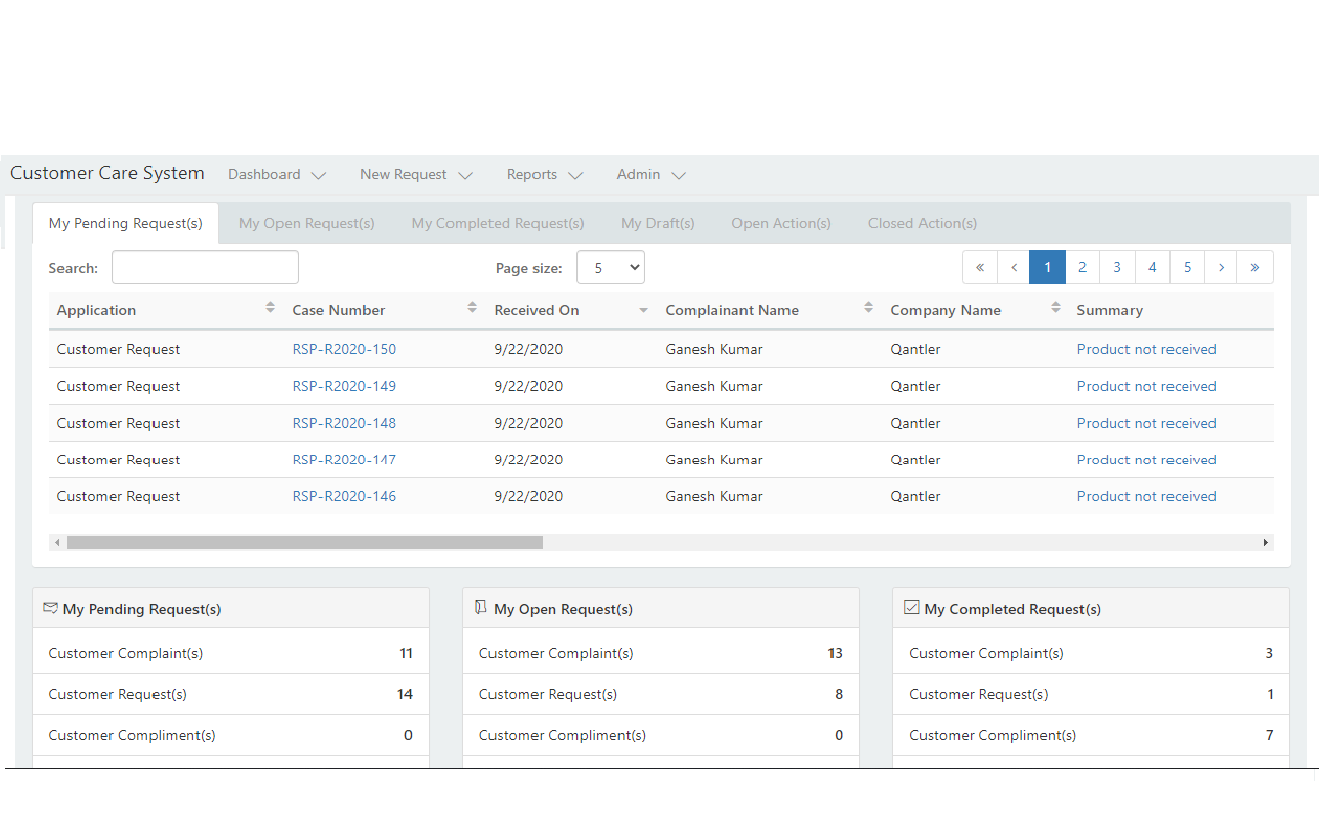 Customer Care System Dashboard New Request Reports Admin
My Pending Request(s) My Open Request(s) My Completed Request(s) My Draft(s) Open Action(s) Closed Action(s)
Search: Page size: 5 « ‹ 1 2 3 4 5 › »
Application Case Number Received On Complainant Name Company Name Summary
Customer Request RSP-R2020-150 9/22/2020 Ganesh Kumar Qantler Product not received
Customer Request RSP-R2020-149 9/22/2020 Ganesh Kumar Qantler Product not received
Customer Request RSP-R2020-148 9/22/2020 Ganesh Kumar Qantler Product not received
Customer Request RSP-R2020-147 9/22/2020 Ganesh Kumar Qantler Product not received
Customer Request RSP-R2020-146 9/22/2020 Ganesh Kumar Qantler Product not received
My Pending Request(s) My Open Request(s) My Completed Request(s)
Customer Complaint(s) 11 Customer Complaint(s) 13 Customer Complaint(s) 3
Customer Request(s) 14 Customer Request(s) 8 Customer Request(s) 1
Customer Compliment(s) 0 Customer Compliment(s) 0 Customer Compliment(s) 7